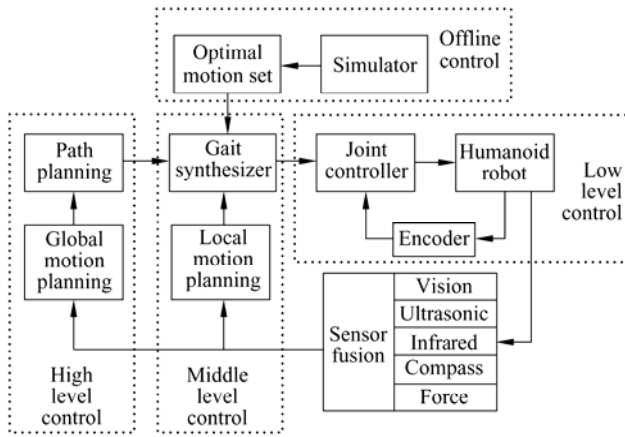 Optimal
motion set
Simulator
Offline
control
Path
planning
Gait
synthesizer
Joint
controller
Humanoid
robot
Low
level
control
Global
motion
planning
Local
motion
planning
Encoder
Sensor
fusion
Vision
Ultrasonic
Infrared
Compass
Force
High
level
control
Middle
level
control